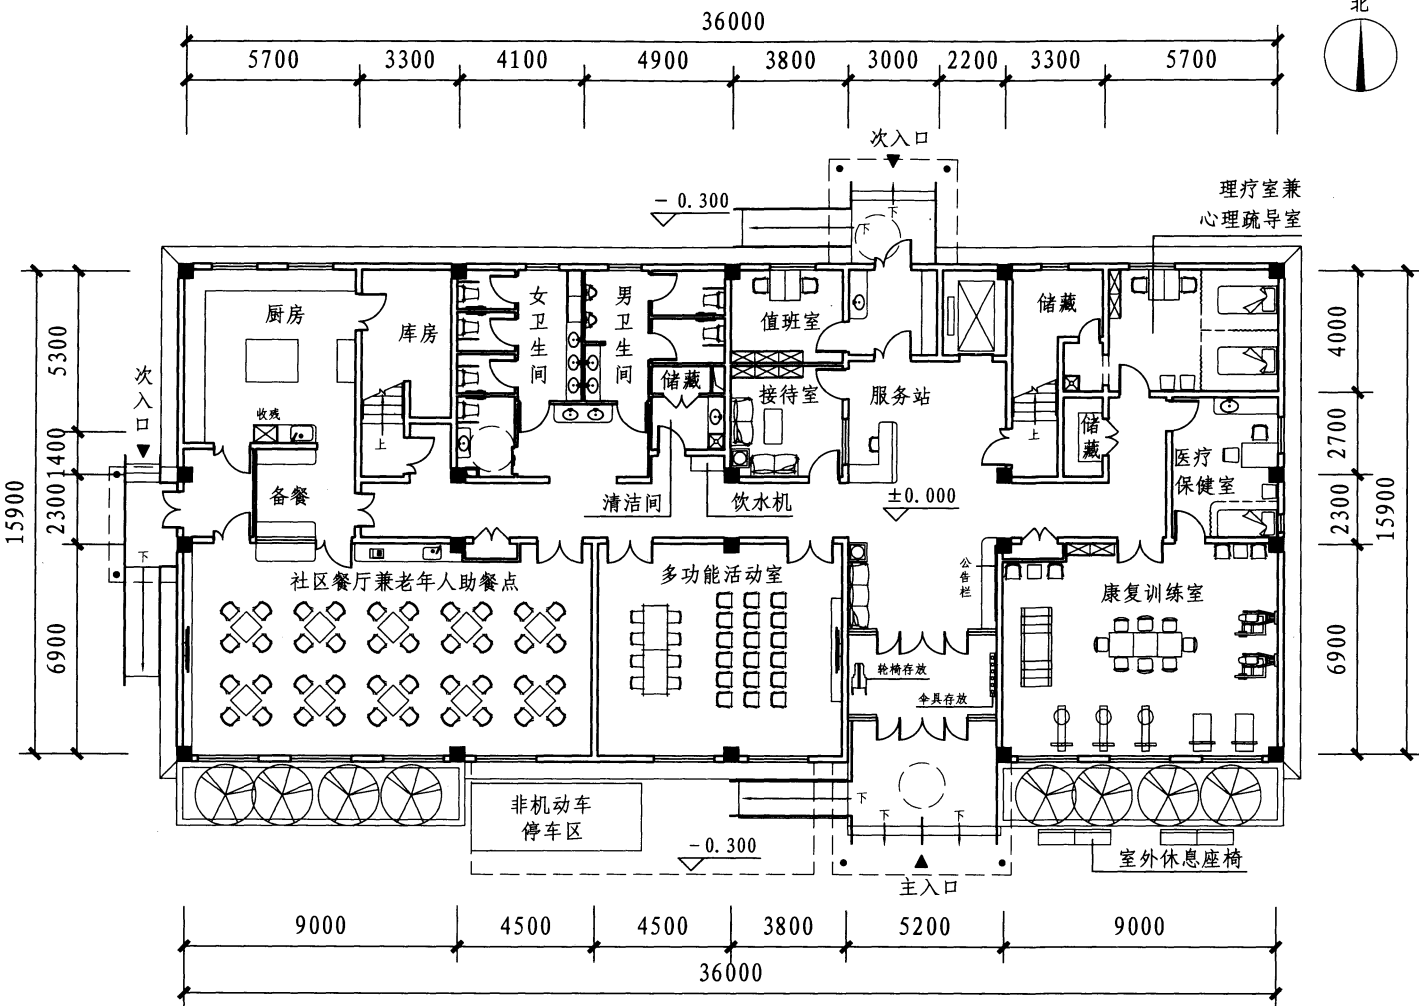 36000
北
5700 3300 4100 4900 3800 3000 2200 3300 5700
次入口
-0.300
理疗室兼
心理疏导室
下
下
厨房
库房
女卫生间
男卫生间
值班室
储藏
5300
4000
次入口
储藏
接待室
服务站
收残
上
上
储藏
2700
1400
医疗
保健室
备餐
清洁间
饮水机
±0.000
15900
2300
2300
15900
下
社区餐厅兼老年人助餐点
多功能活动室
公告栏
康复训练室
6900
6900
轮椅存放
伞具存放
非机动车
停车区
下
下
下
-0.300
主入口
室外休息座椅
9000 4500 4500 3800 5200 9000
36000